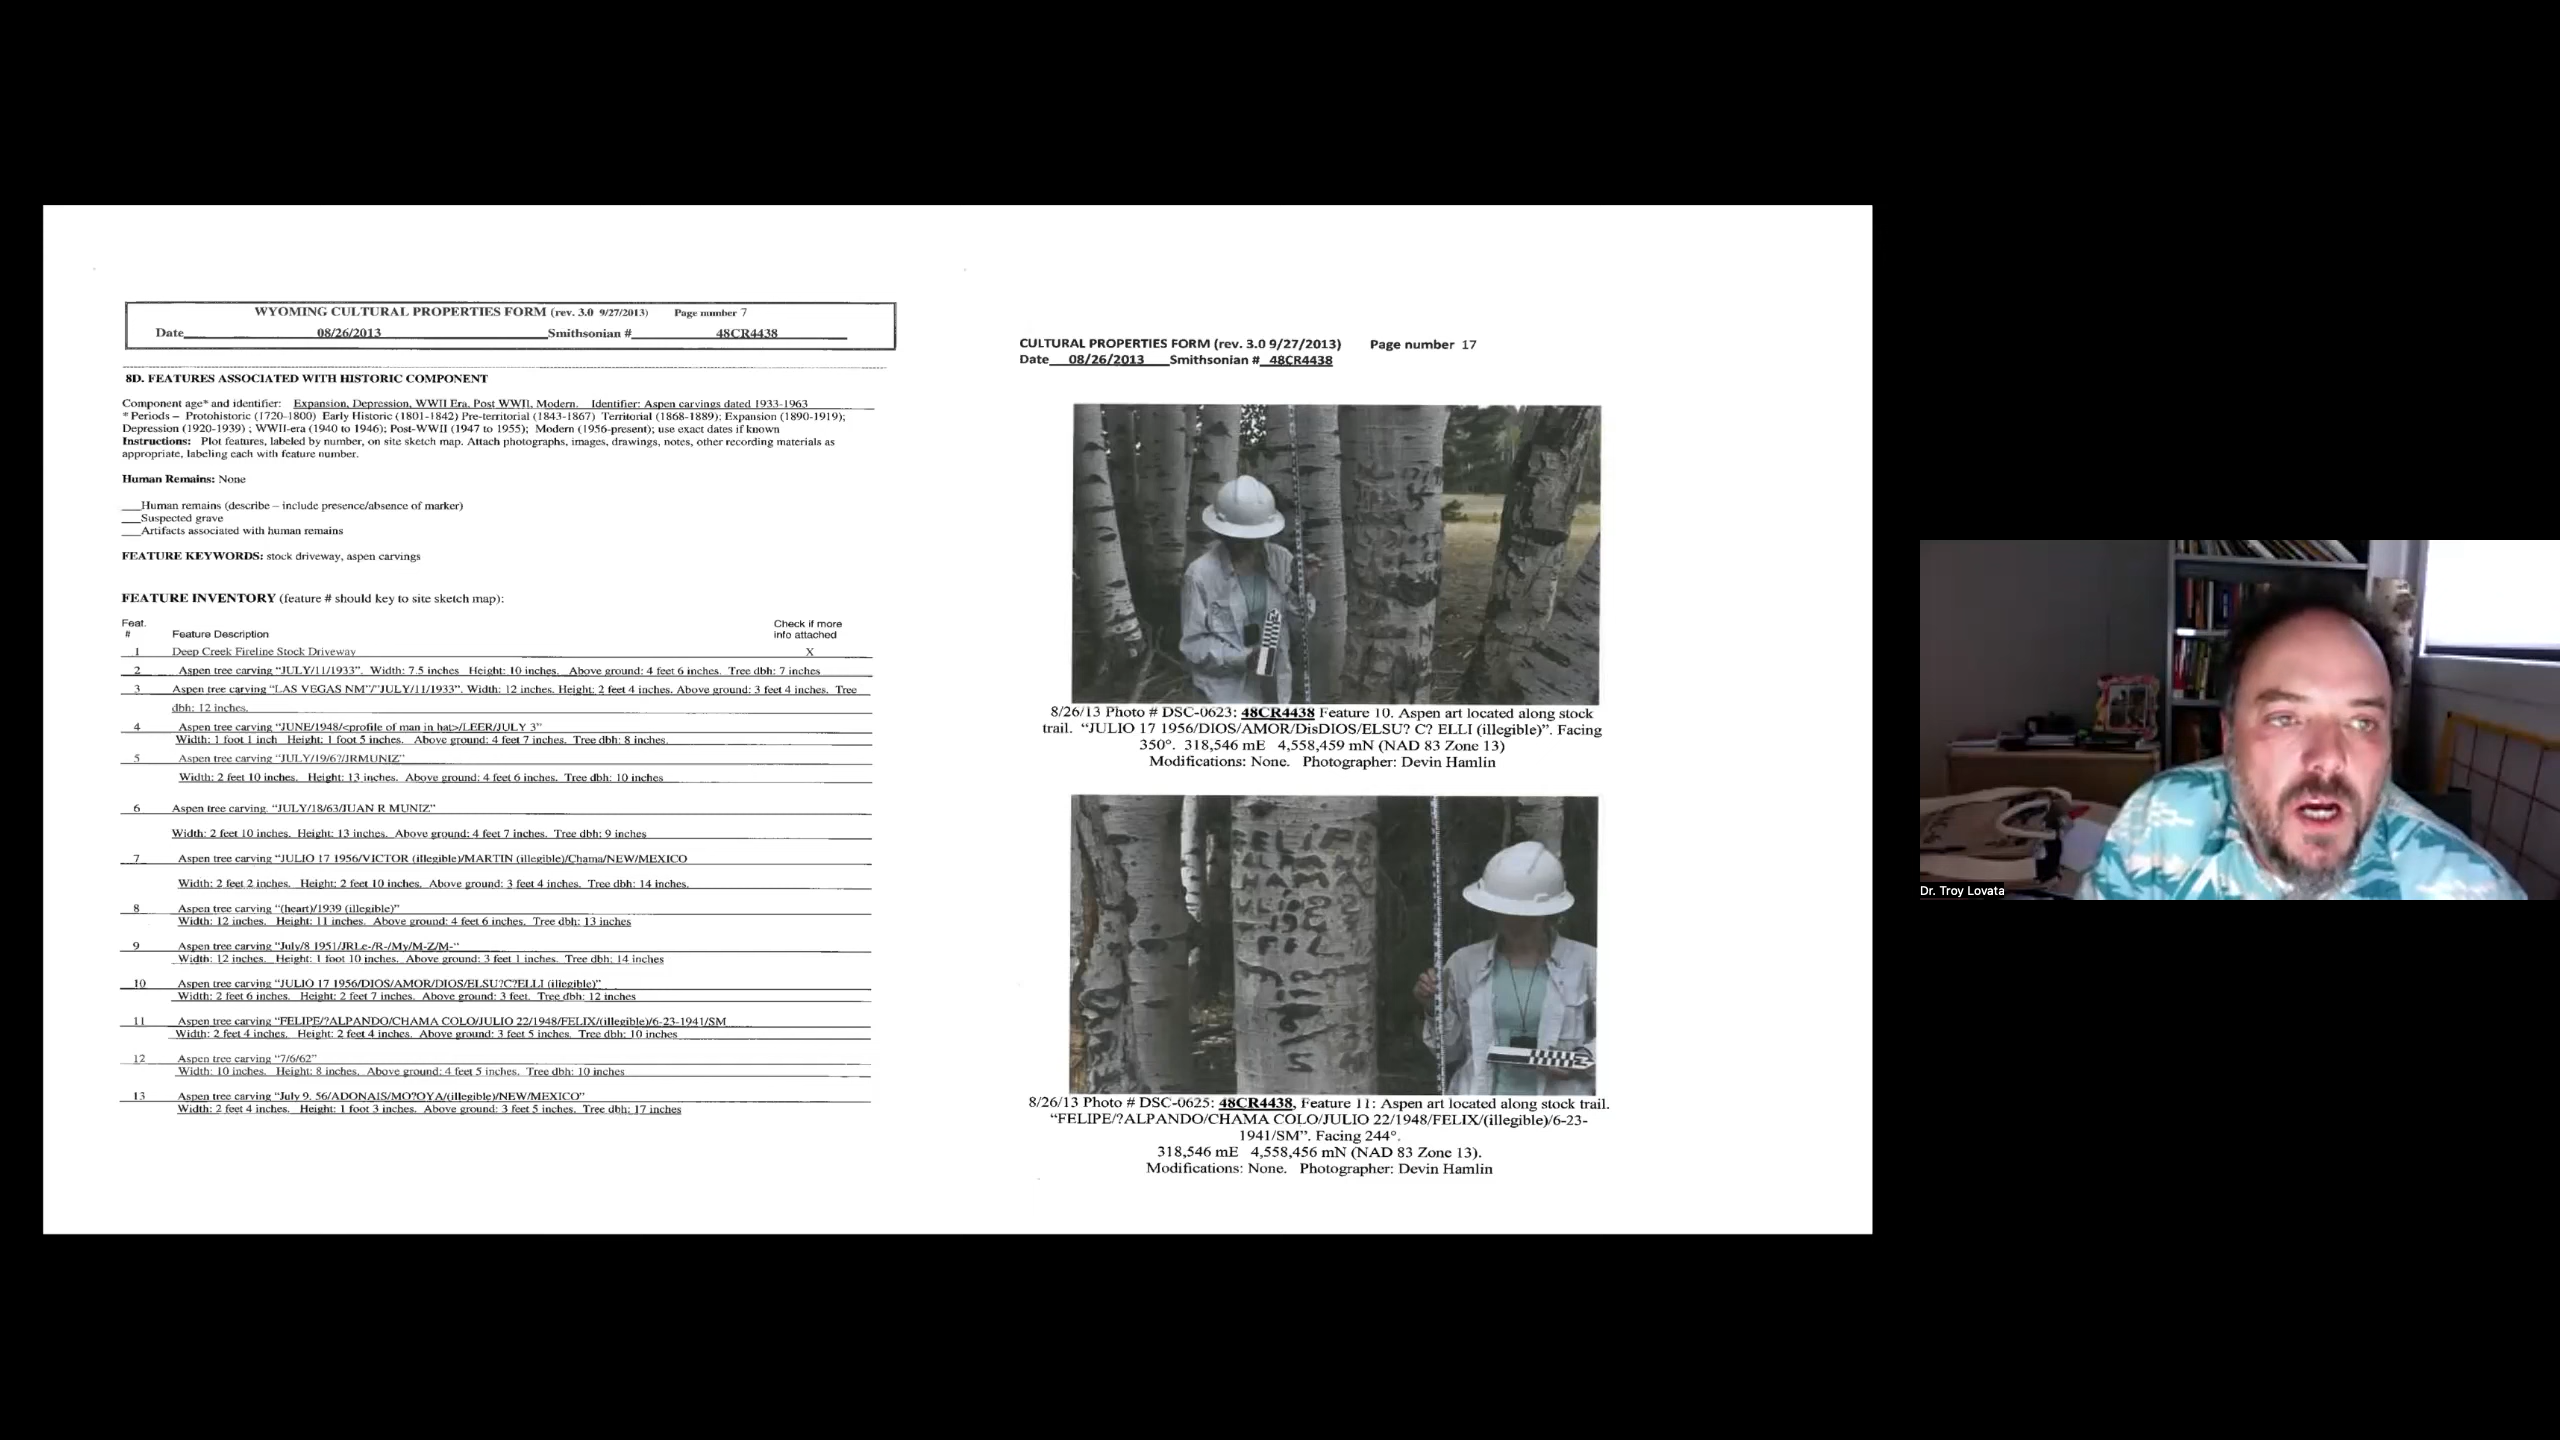 WYOMING CULTURAL PROPERTIES FORM (rev. 3.0 9/27/2013) Page number 7
Date 08/26/2013 Smithsonian # 48CR4438
8D. FEATURES ASSOCIATED WITH HISTORIC COMPONENT
Component age* and identifier: Expansion, Depression, WWII Era, Post WWII, Modern. Identifier: Aspen carvings dated 1933-1963
* Periods – Protohistoric (1720-1800) Early Historic (1801-1842) Pre-territorial (1843-1867) Territorial (1868-1889); Expansion (1890-1919);
Depression (1920-1939) ; WWII-era (1940 to 1946); Post-WWII (1947 to 1955); Modern (1956-present); use exact dates if known
Instructions: Plot features, labeled by number, on site sketch map. Attach photographs, images, drawings, notes, other recording materials as
appropriate, labeling each with feature number.
Human Remains: None
___Human remains (describe – include presence/absence of marker)
___Suspected grave
___Artifacts associated with human remains
FEATURE KEYWORDS: stock driveway, aspen carvings
FEATURE INVENTORY (feature # should key to site sketch map):
Feat. Check if more
# Feature Description info attached
1 Deep Creek Fireline Stock Driveway X
2 Aspen tree carving "JULY/11/1933". Width: 7.5 inches Height: 10 inches. Above ground: 4 feet 6 inches. Tree dbh: 7 inches
3 Aspen tree carving "LAS VEGAS NM"/"JULY/11/1933". Width: 12 inches. Height: 2 feet 4 inches. Above ground: 3 feet 4 inches. Tree
dbh: 12 inches.
4 Aspen tree carving "JUNE/1948/<profile of man in hat>/LEER/JULY 3"
Width: 1 foot 1 inch Height: 1 foot 5 inches. Above ground: 4 feet 7 inches. Tree dbh: 8 inches.
5 Aspen tree carving "JULY/19/6?/JRMUNIZ"
Width: 2 feet 10 inches. Height: 13 inches. Above ground: 4 feet 6 inches. Tree dbh: 10 inches
6 Aspen tree carving. "JULY/18/63/JUAN R MUNIZ"
Width: 2 feet 10 inches. Height: 13 inches. Above ground: 4 feet 7 inches. Tree dbh: 9 inches
7 Aspen tree carving "JULIO 17 1956/VICTOR (illegible)/MARTIN (illegible)/Chama/NEW/MEXICO
Width: 2 feet 2 inches. Height: 2 feet 10 inches. Above ground: 3 feet 4 inches. Tree dbh: 14 inches.
8 Aspen tree carving "(heart)/1939 (illegible)"
Width: 12 inches. Height: 11 inches. Above ground: 4 feet 6 inches. Tree dbh: 13 inches
9 Aspen tree carving "July/8 1951/JRLe-/R-/My/M-Z/M-"
Width: 12 inches. Height: 1 foot 10 inches. Above ground: 3 feet 1 inches. Tree dbh: 14 inches
10 Aspen tree carving "JULIO 17 1956/DIOS/AMOR/DIOS/ELSU?C?ELLI (illegible)"
Width: 2 feet 6 inches. Height: 2 feet 7 inches. Above ground: 3 feet. Tree dbh: 12 inches
11 Aspen tree carving "FELIPE/?ALPANDO/CHAMA COLO/JULIO 22/1948/FELIX/(illegible)/6-23-1941/SM
Width: 2 feet 4 inches. Height: 2 feet 4 inches. Above ground: 3 feet 5 inches. Tree dbh: 10 inches
12 Aspen tree carving "7/6/62"
Width: 10 inches. Height: 8 inches. Above ground: 4 feet 5 inches. Tree dbh: 10 inches
13 Aspen tree carving "July 9, 56/ADONAIS/MO?OYA/(illegible)/NEW/MEXICO"
Width: 2 feet 4 inches. Height: 1 foot 3 inches. Above ground: 3 feet 5 inches. Tree dbh: 17 inches
CULTURAL PROPERTIES FORM (rev. 3.0 9/27/2013) Page number 17
Date 08/26/2013 Smithsonian # 48CR4438
8/26/13 Photo # DSC-0623: 48CR4438 Feature 10. Aspen art located along stock
trail. "JULIO 17 1956/DIOS/AMOR/DisDIOS/ELSU? C? ELLI (illegible)". Facing
350°. 318,546 mE 4,558,459 mN (NAD 83 Zone 13)
Modifications: None. Photographer: Devin Hamlin
FELIP
8/26/13 Photo # DSC-0625: 48CR4438, Feature 11: Aspen art located along stock trail.
"FELIPE/?ALPANDO/CHAMA COLO/JULIO 22/1948/FELIX/(illegible)/6-23-
1941/SM". Facing 244°.
318,546 mE 4,558,456 mN (NAD 83 Zone 13).
Modifications: None. Photographer: Devin Hamlin
Dr. Troy Lovata